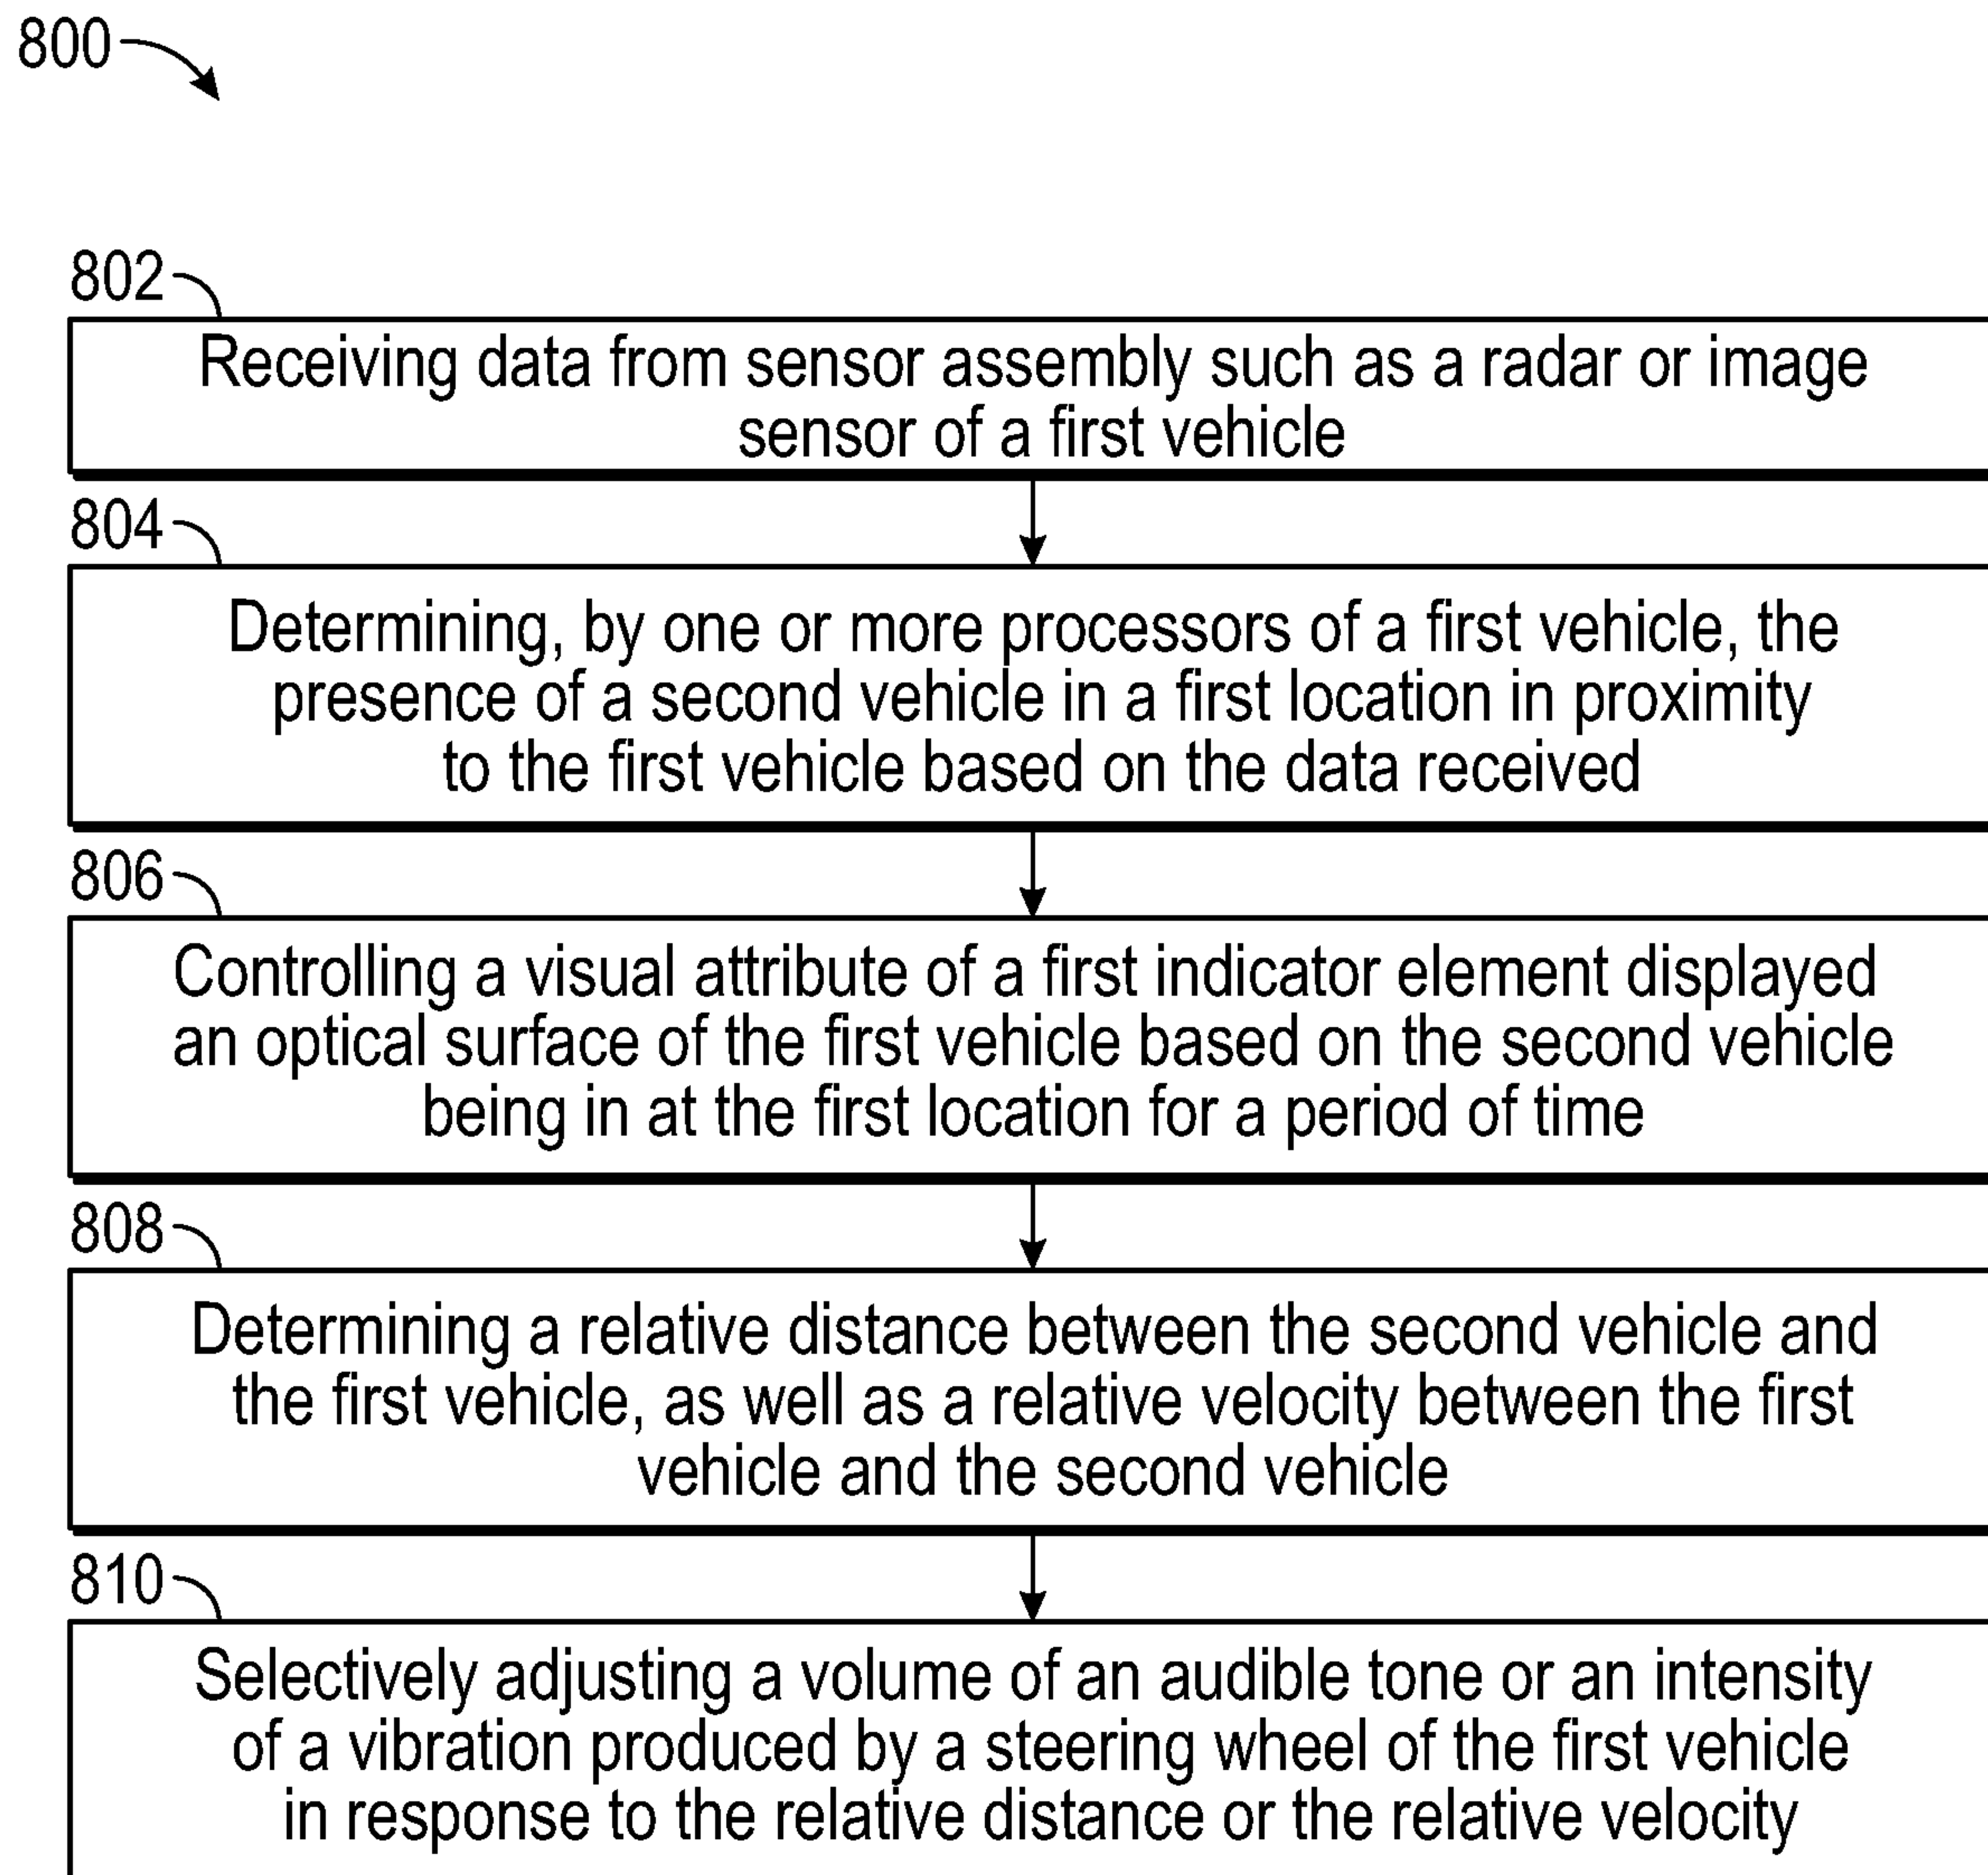 800
802
Receiving data from sensor assembly such as a radar or image
sensor of a first vehicle
804
Determining, by one or more processors of a first vehicle, the
presence of a second vehicle in a first location in proximity
to the first vehicle based on the data received
806
Controlling a visual attribute of a first indicator element displayed
an optical surface of the first vehicle based on the second vehicle
being in at the first location for a period of time
808
Determining a relative distance between the second vehicle and
the first vehicle, as well as a relative velocity between the first
vehicle and the second vehicle
810
Selectively adjusting a volume of an audible tone or an intensity
of a vibration produced by a steering wheel of the first vehicle
in response to the relative distance or the relative velocity